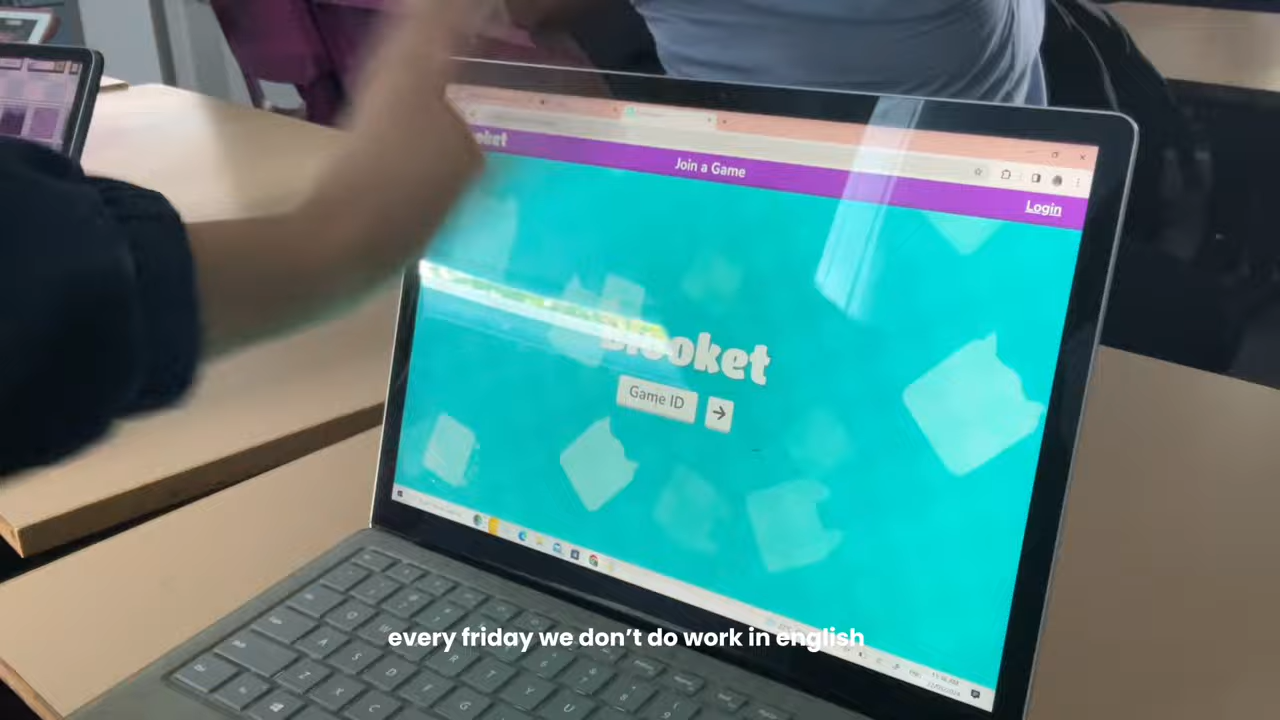 Join a Game
Login
Blooket
Game ID
every friday we don't do work in english